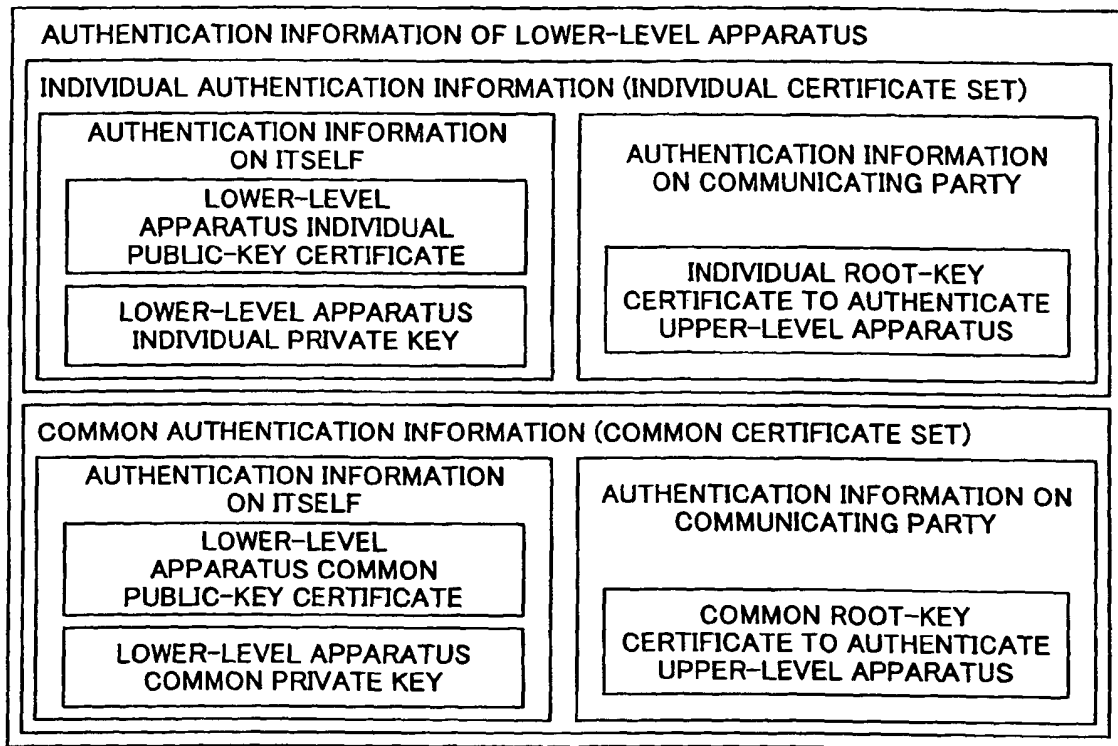 AUTHENTICATION INFORMATION OF LOWER-LEVEL APPARATUS
INDIVIDUAL AUTHENTICATION INFORMATION (INDIVIDUAL CERTIFICATE SET)
AUTHENTICATION INFORMATION
ON ITSELF
LOWER-LEVEL
APPARATUS INDIVIDUAL
PUBLIC-KEY CERTIFICATE
LOWER-LEVEL APPARATUS
INDIVIDUAL PRIVATE KEY
AUTHENTICATION INFORMATION
ON COMMUNICATING PARTY
INDIVIDUAL ROOT-KEY
CERTIFICATE TO AUTHENTICATE
UPPER-LEVEL APPARATUS
COMMON AUTHENTICATION INFORMATION (COMMON CERTIFICATE SET)
AUTHENTICATION INFORMATION
ON ITSELF
LOWER-LEVEL
APPARATUS COMMON
PUBLIC-KEY CERTIFICATE
LOWER-LEVEL APPARATUS
COMMON PRIVATE KEY
AUTHENTICATION INFORMATION ON
COMMUNICATING PARTY
COMMON ROOT-KEY
CERTIFICATE TO AUTHENTICATE
UPPER-LEVEL APPARATUS